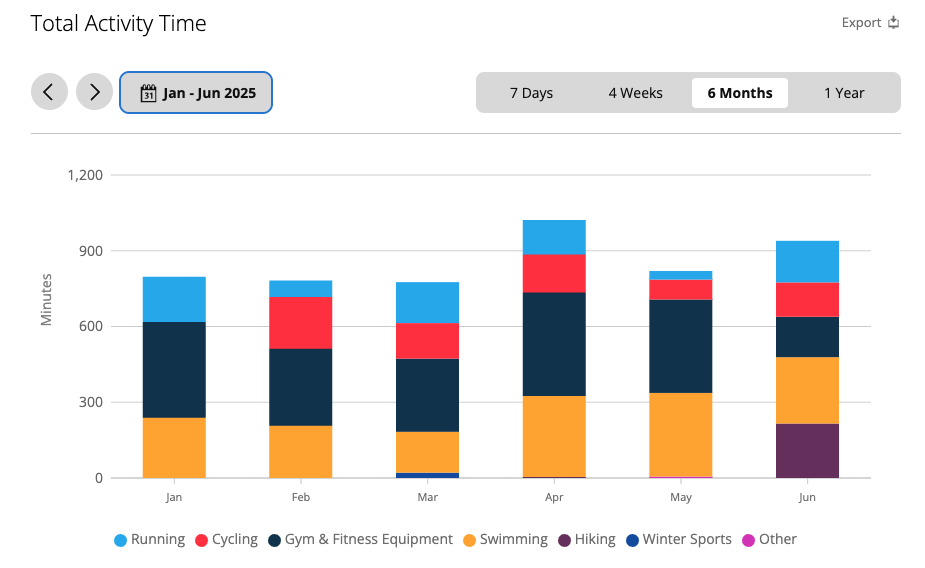 Total Activity Time
Export
31 Jan - Jun 2025
7 Days 4 Weeks 6 Months 1 Year
1,200
900
600
300
0
Minutes
Jan Feb Mar Apr May Jun
Running Cycling Gym & Fitness Equipment Swimming Hiking Winter Sports Other